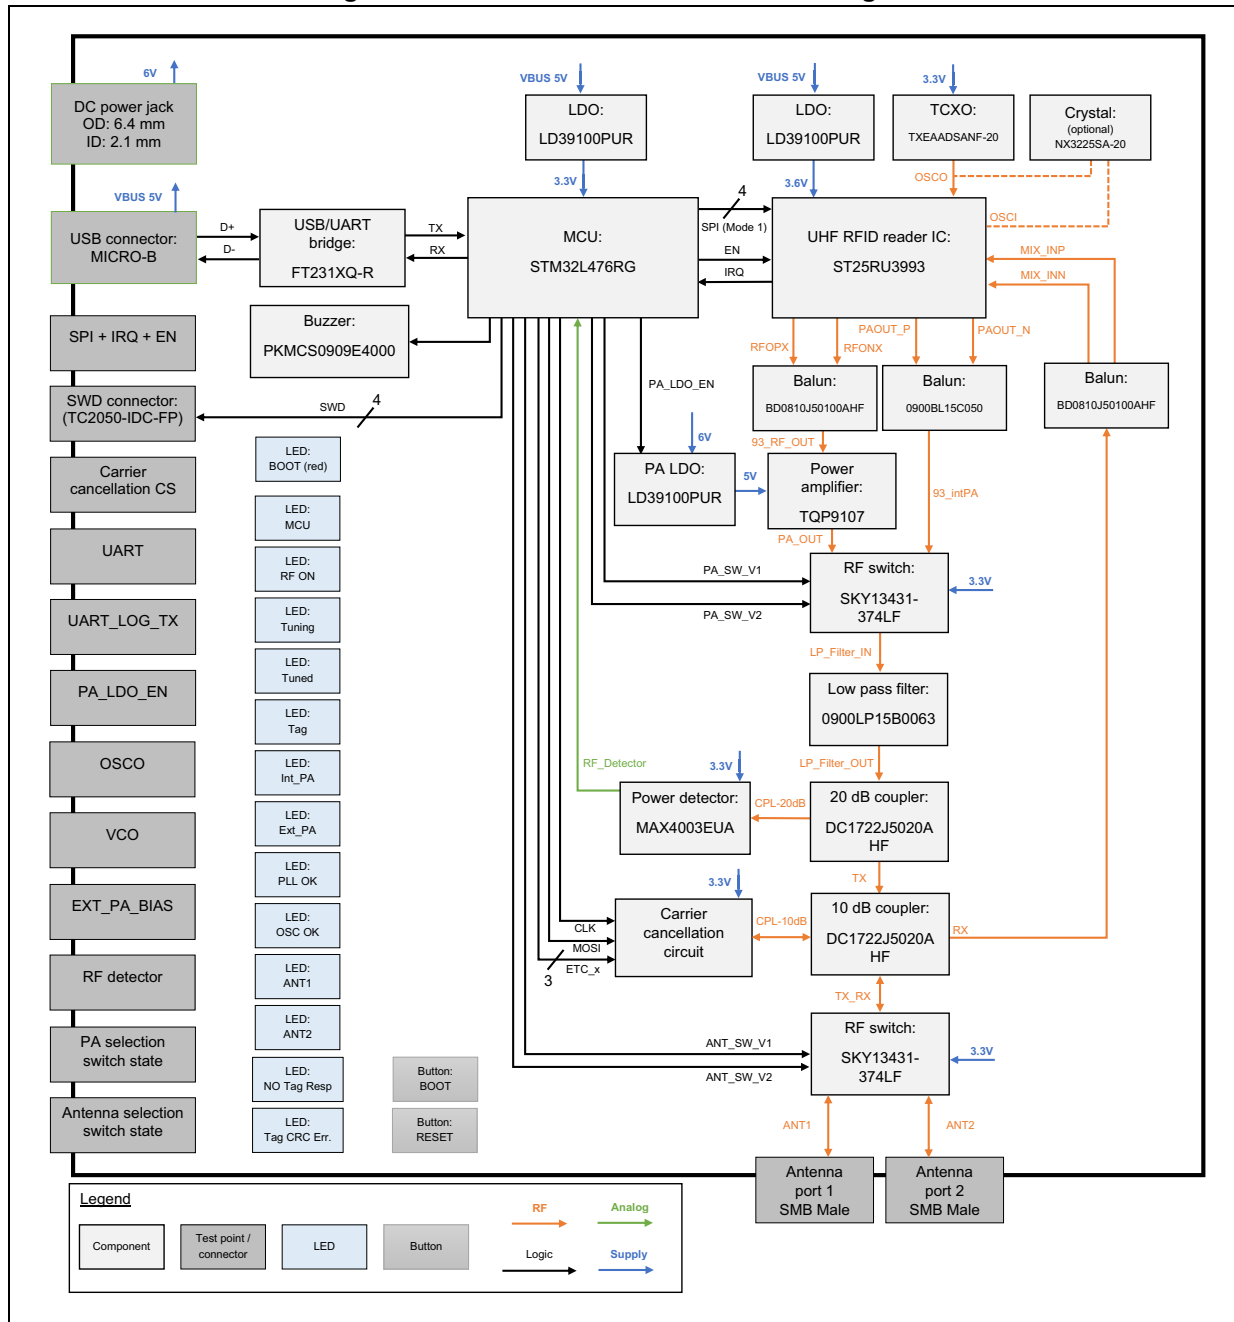 6V
DC power jack
OD: 6.4 mm
ID: 2.1 mm
VBUS 5V
LDO:
LD39100PUR
3.3V
VBUS 5V
LDO:
LD39100PUR
3.6V
3.3V
TCXO:
TXEAADSANF-20
Crystal:
(optional)
NX3225SA-20
OSCO
OSCI
VBUS 5V
USB connector:
MICRO-B
D+
D-
USB/UART
bridge:
FT231XQ-R
TX
RX
MCU:
STM32L476RG
4
SPI (Mode 1)
EN
IRQ
UHF RFID reader IC:
ST25RU3993
MIX_INP
MIX_INN
Buzzer:
PKMCS0909E4000
SPI + IRQ + EN
SWD connector:
(TC2050-IDC-FP)
SWD
4
PA_LDO_EN
RFOPX
RFONX
PAOUT_P
PAOUT_N
Balun:
BD0810J50100AHF
Balun:
0900BL15C050
Balun:
BD0810J50100AHF
93_RF_OUT
6V
PA LDO:
LD39100PUR
5V
Power
amplifier:
TQP9107
93_intPA
PA_OUT
PA_SW_V1
PA_SW_V2
RF switch:
SKY13431-
374LF
3.3V
LP_Filter_IN
Low pass filter:
0900LP15B0063
LP_Filter_OUT
RF_Detector
3.3V
Power detector:
MAX4003EUA
CPL-20dB
20 dB coupler:
DC1722J5020A
HF
TX
3.3V
Carrier
cancellation
circuit
CLK
MOSI
ETC_x
3
CPL-10dB
10 dB coupler:
DC1722J5020A
HF
RX
TX_RX
ANT_SW_V1
ANT_SW_V2
RF switch:
SKY13431-
374LF
3.3V
ANT1
ANT2
Antenna
port 1
SMB Male
Antenna
port 2
SMB Male
Carrier
cancellation CS
UART
UART_LOG_TX
PA_LDO_EN
OSCO
VCO
EXT_PA_BIAS
RF detector
PA selection
switch state
Antenna selection
switch state
LED:
BOOT (red)
LED:
MCU
LED:
RF ON
LED:
Tuning
LED:
Tuned
LED:
Tag
LED:
Int_PA
LED:
Ext_PA
LED:
PLL OK
LED:
OSC OK
LED:
ANT1
LED:
ANT2
LED:
NO Tag Resp
LED:
Tag CRC Err.
Button:
BOOT
Button:
RESET
Legend
Component
Test point /
connector
LED
Button
RF
Analog
Logic
Supply